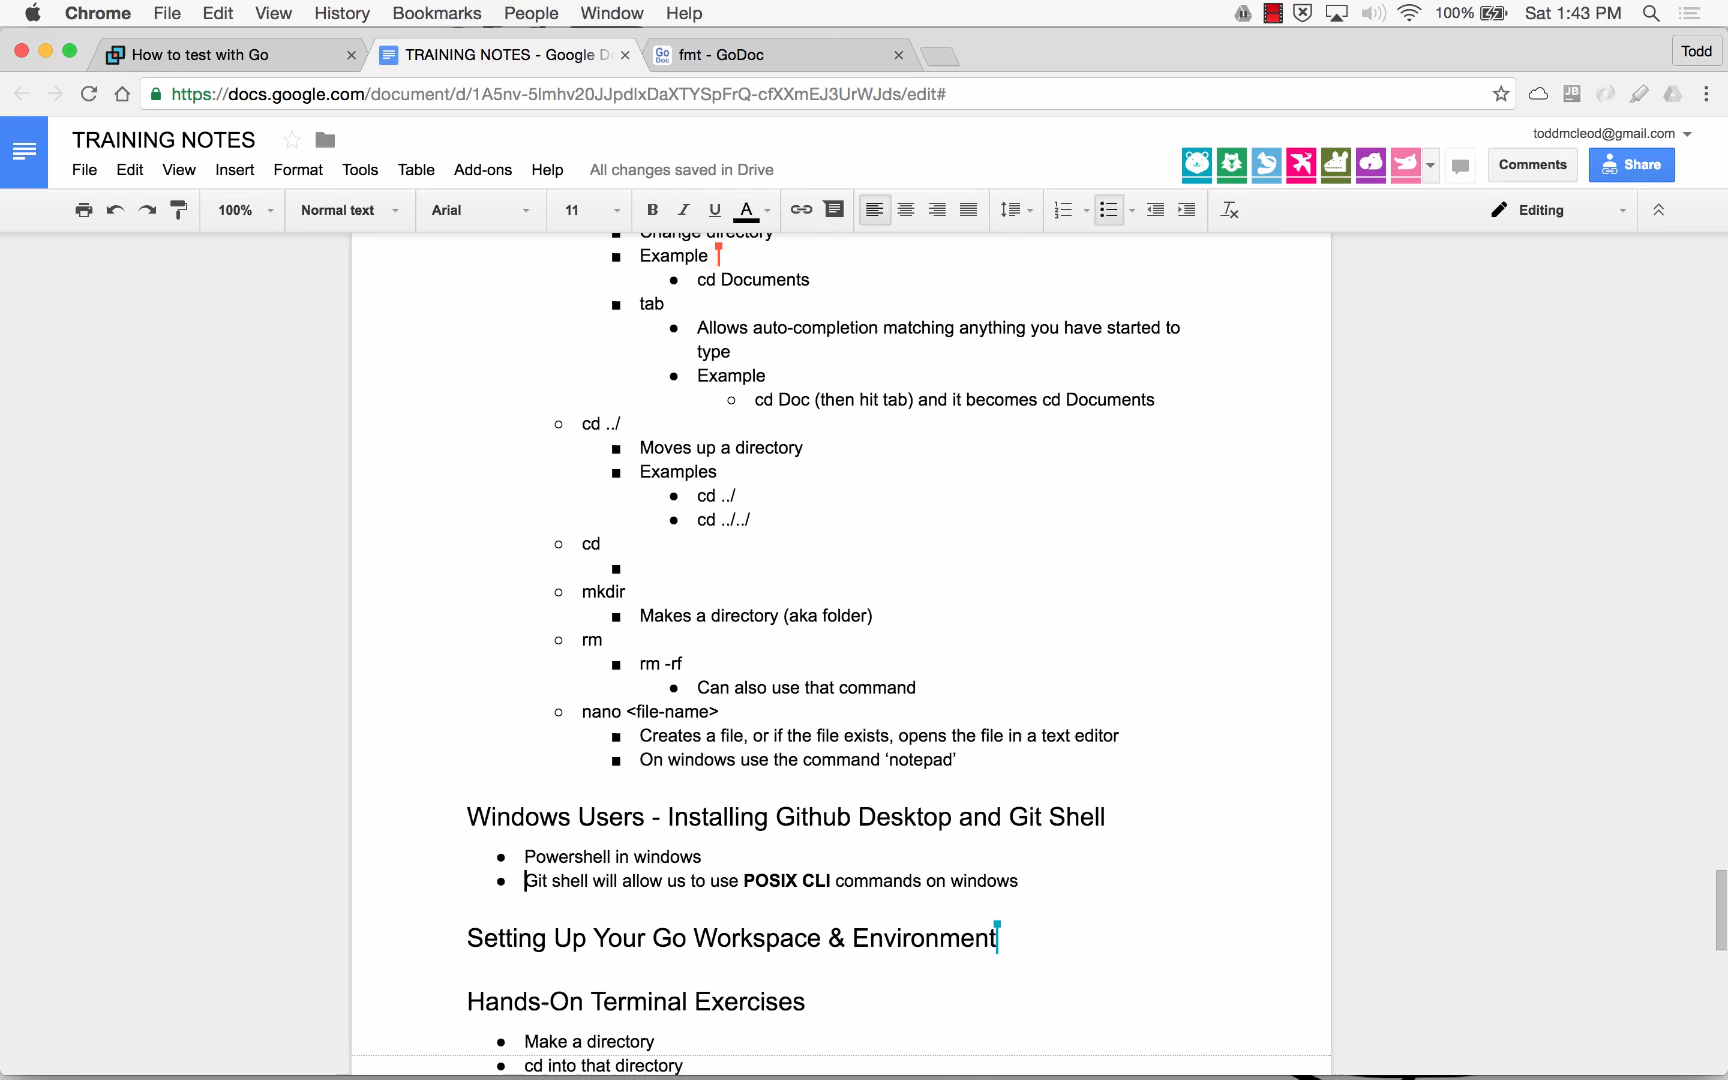 Chrome File Edit View History Bookmarks People Window Help 100% Sat 1:43 PM
How to test with Go TRAINING NOTES - Google Do fmt - GoDoc Todd
https://docs.google.com/document/d/1A5nv-5lmhv20JJpdlxDaXTYSpFrQ-cfXXmEJ3UrWJds/edit#
TRAINING NOTES
toddmcleod@gmail.com
File Edit View Insert Format Tools Table Add-ons Help All changes saved in Drive
Comments Share
100% Normal text Arial 11 B I U A Editing
Change directory
Example
cd Documents
tab
Allows auto-completion matching anything you have started to
type
Example
cd Doc (then hit tab) and it becomes cd Documents
cd ../
Moves up a directory
Examples
cd ../
cd ../../
cd
mkdir
Makes a directory (aka folder)
rm
rm -rf
Can also use that command
nano <file-name>
Creates a file, or if the file exists, opens the file in a text editor
On windows use the command ‘notepad’
Windows Users - Installing Github Desktop and Git Shell
Powershell in windows
Git shell will allow us to use POSIX CLI commands on windows
Setting Up Your Go Workspace & Environment
Hands-On Terminal Exercises
Make a directory
cd into that directory